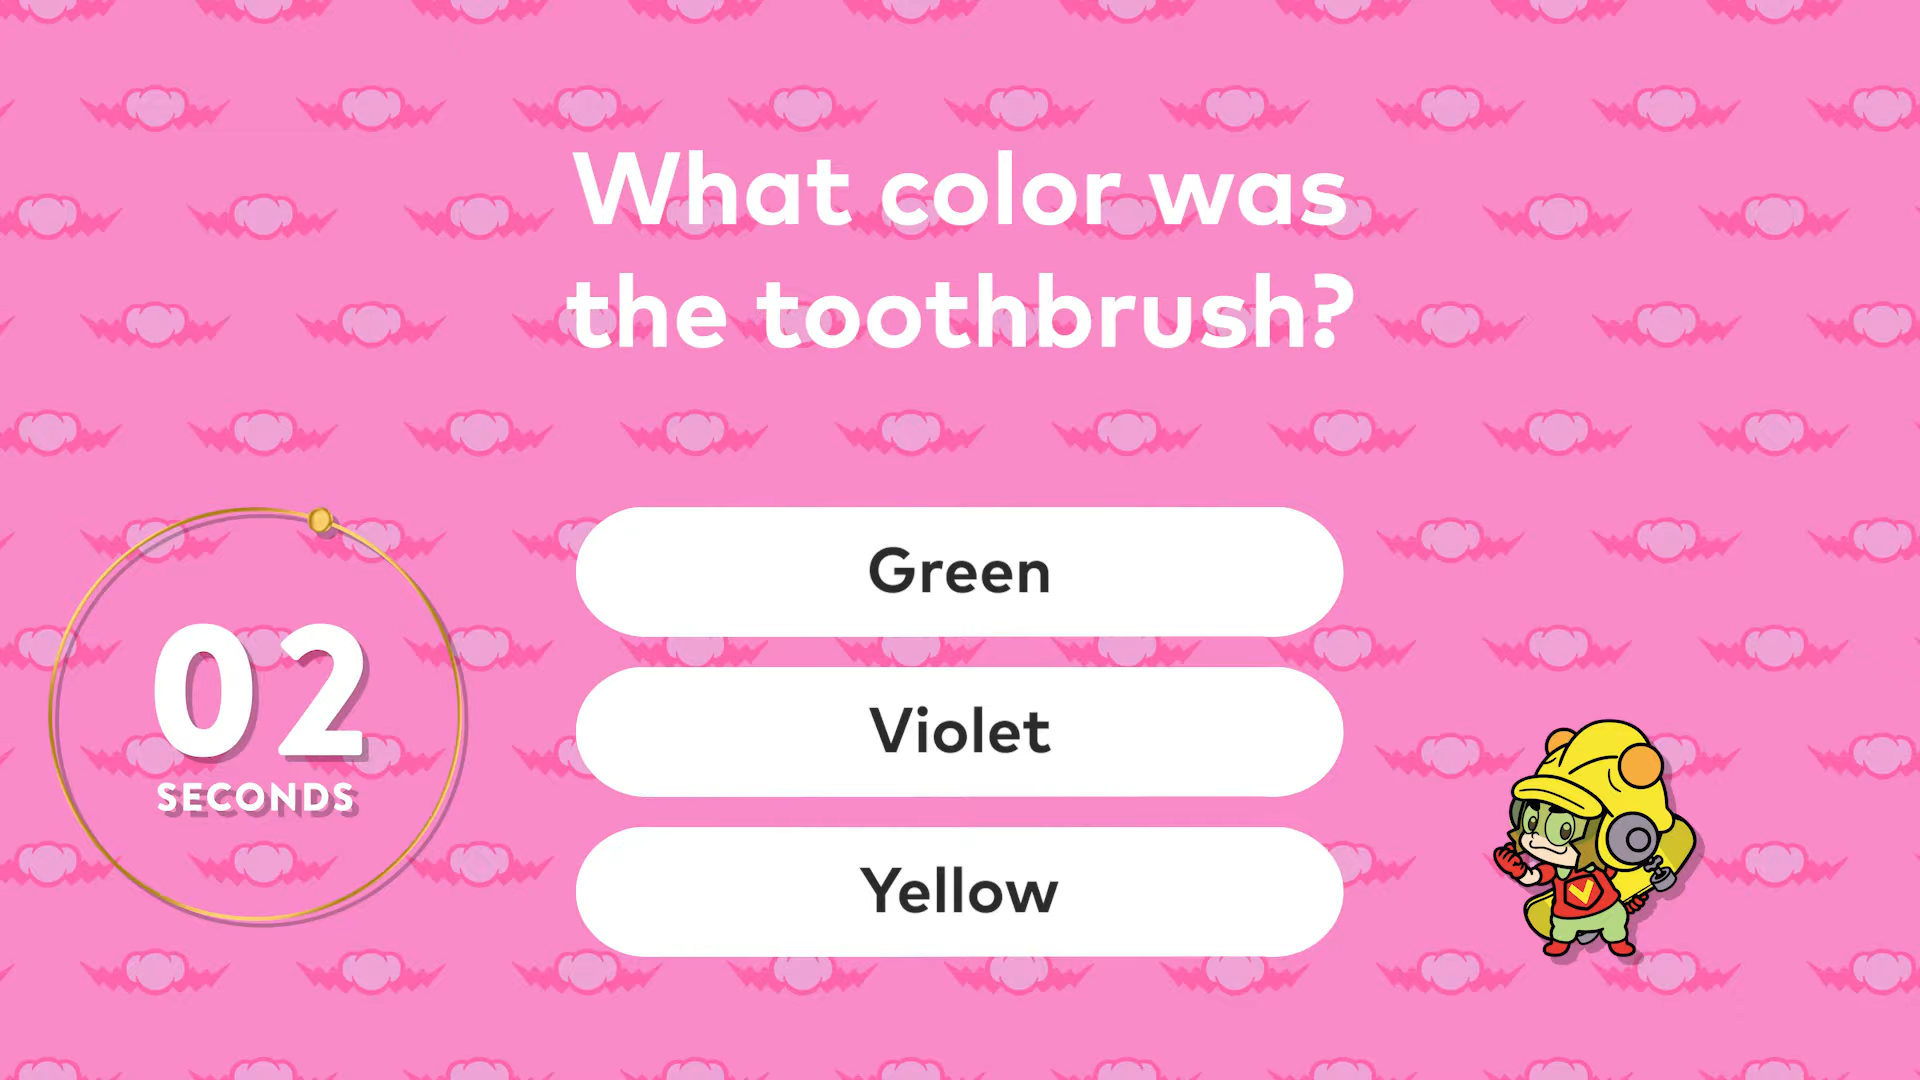 What color was
the toothbrush?
Green
02
SECONDS
Violet
Yellow
V